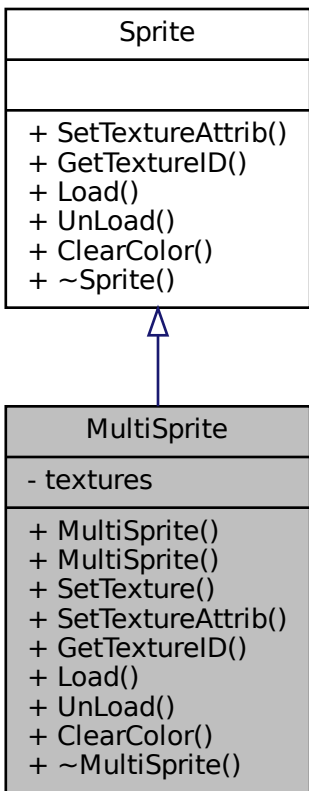 Sprite
+ SetTextureAttrib()
+ GetTextureID()
+ Load()
+ UnLoad()
+ ClearColor()
+ ~Sprite()
MultiSprite
- textures
+ MultiSprite()
+ MultiSprite()
+ SetTexture()
+ SetTextureAttrib()
+ GetTextureID()
+ Load()
+ UnLoad()
+ ClearColor()
+ ~MultiSprite()